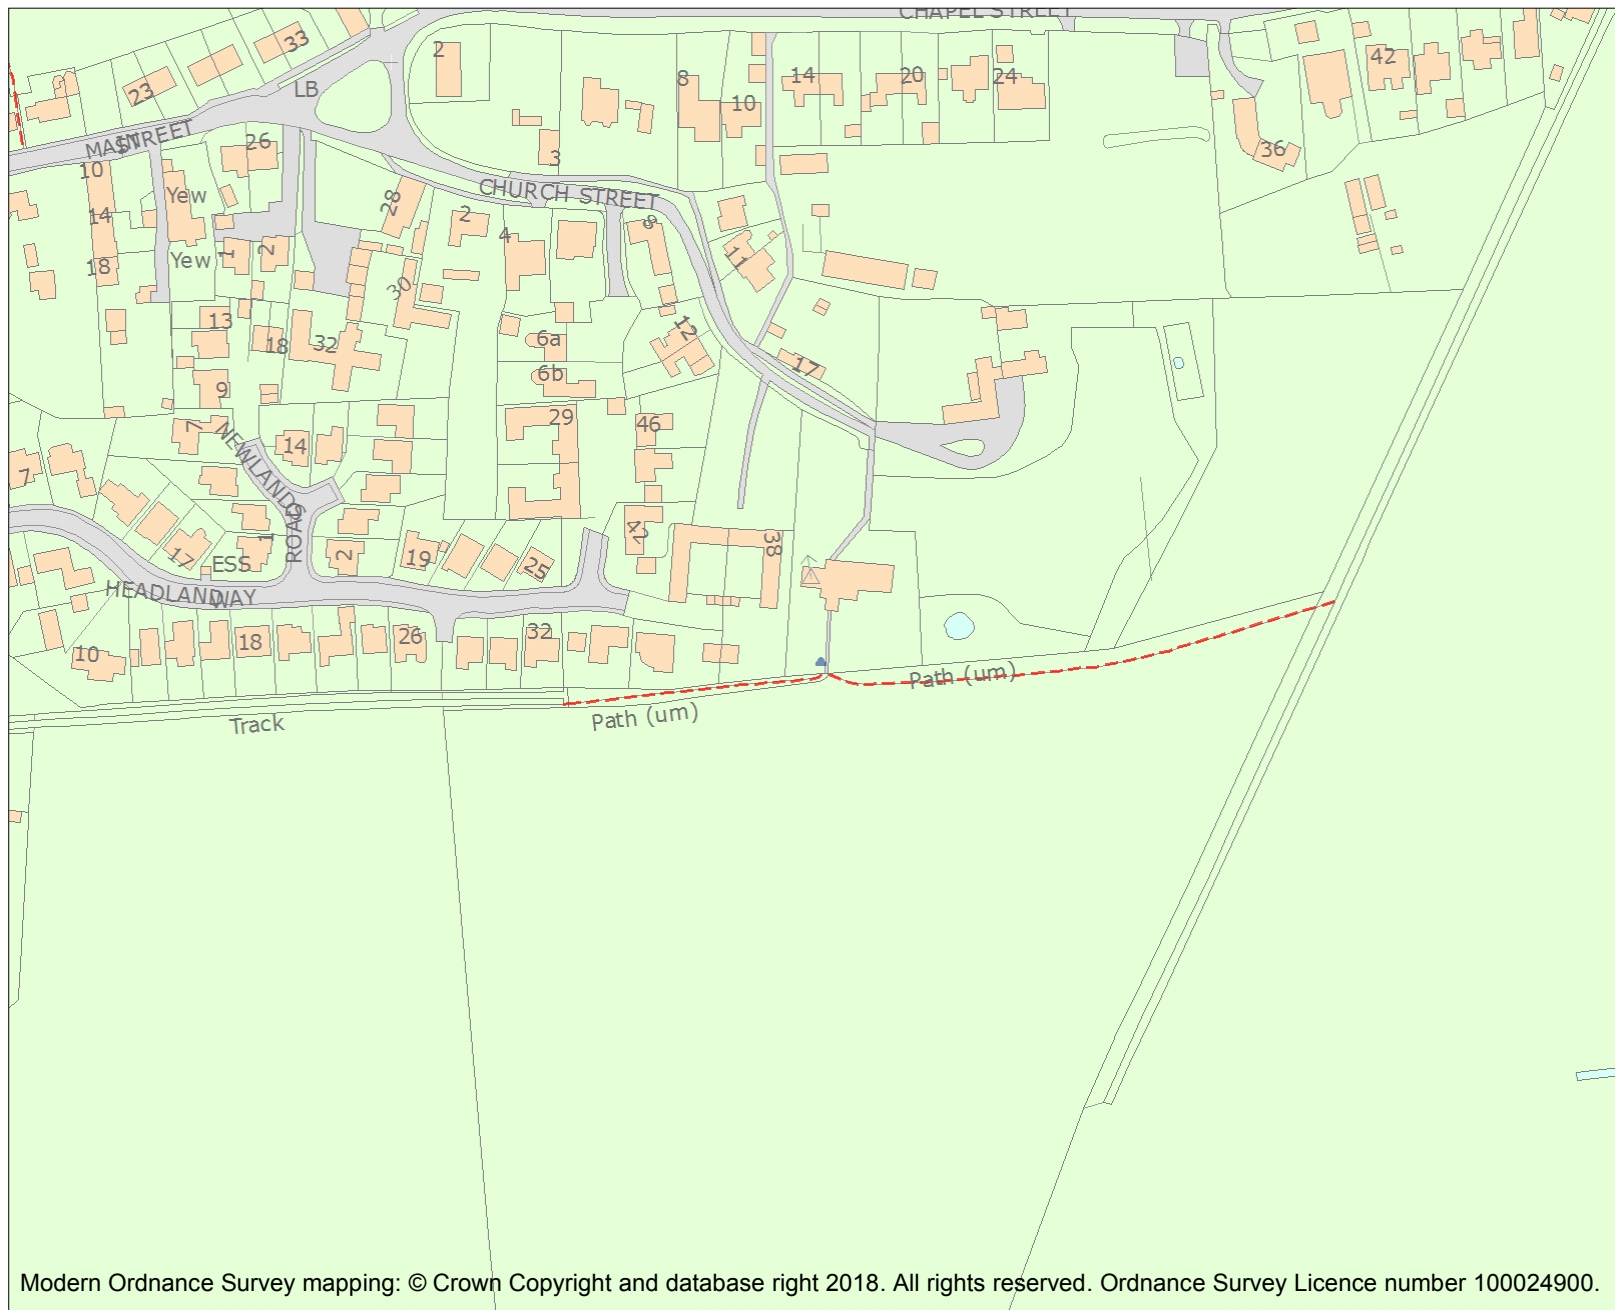 CHAPEL STREET
33
2
42
14
20
24
8
23
LB
10
MAIN
STREET
26
3
36
10
Yew
CHURCH STREET
28
14
2
8
4
Yew
1
2
11
18
30
13
12
18
32
6a
17
6b
9
29
7
NEWLANDS
ROAD
14
46
7
42
38
17
1
ESS
2
19
25
HEADLAND
WAY
10
18
26
32
Path (um)
Path (um)
Track
Modern Ordnance Survey mapping: © Crown Copyright and database right 2018. All rights reserved. Ordnance Survey Licence number 100024900.